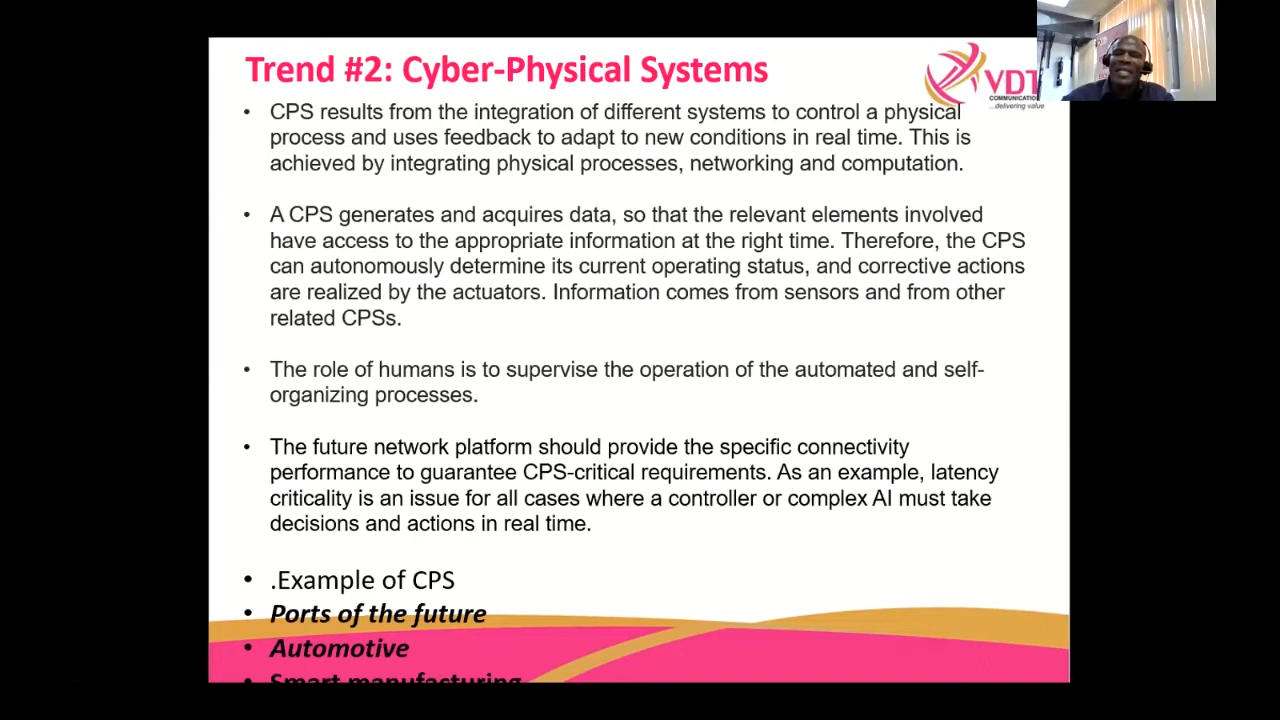 Trend #2: Cyber-Physical Systems
VDT
COMMUNICATION
...delivering value
• CPS results from the integration of different systems to control a physical
process and uses feedback to adapt to new conditions in real time. This is
achieved by integrating physical processes, networking and computation.
• A CPS generates and acquires data, so that the relevant elements involved
have access to the appropriate information at the right time. Therefore, the CPS
can autonomously determine its current operating status, and corrective actions
are realized by the actuators. Information comes from sensors and from other
related CPSs.
• The role of humans is to supervise the operation of the automated and self-
organizing processes.
• The future network platform should provide the specific connectivity
performance to guarantee CPS-critical requirements. As an example, latency
criticality is an issue for all cases where a controller or complex AI must take
decisions and actions in real time.
• .Example of CPS
• Ports of the future
• Automotive
• Smart manufacturing